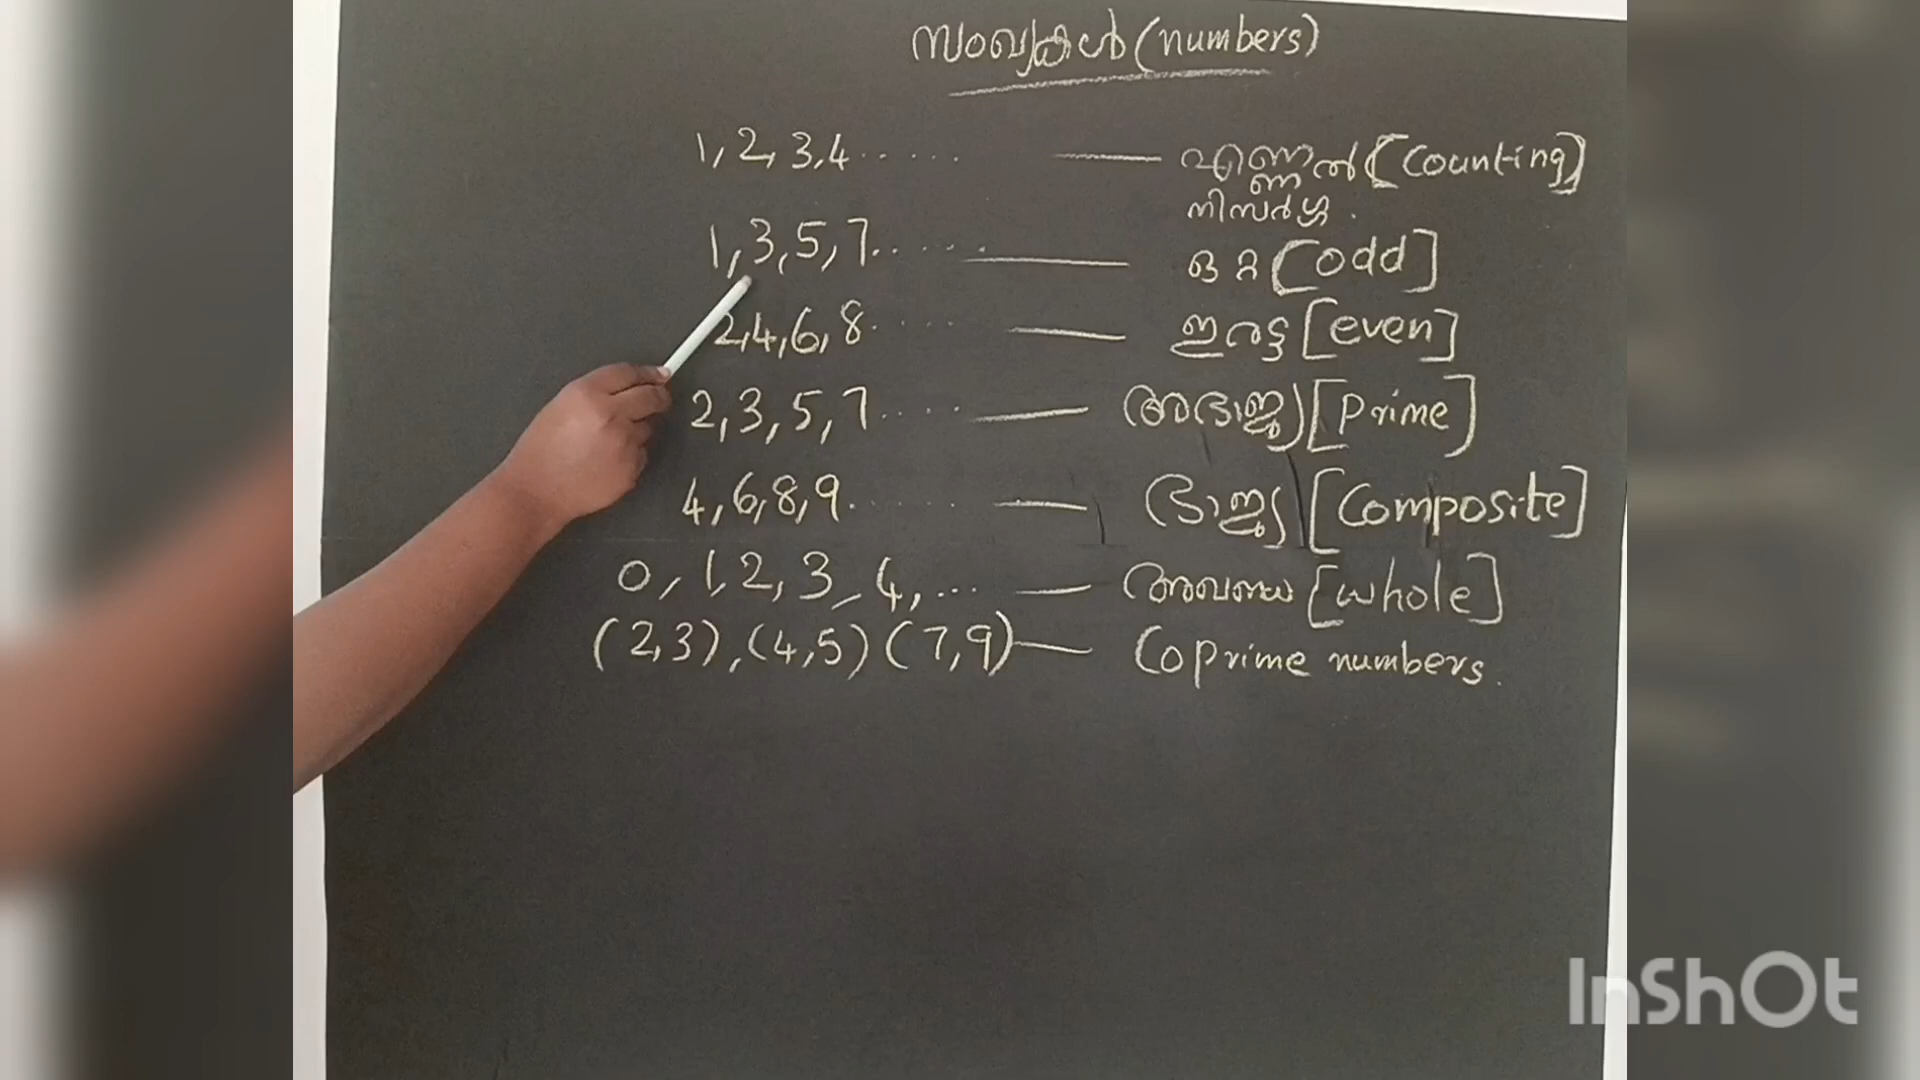 സംഖ്യകൾ (numbers)
1, 2, 3, 4 ...... — എണ്ണൽ [Counting]
നിസർഗ്ഗ.
1, 3, 5, 7 ...... — ഒറ്റ [odd]
2, 4, 6, 8 ..... — ഇരട്ട [even]
2, 3, 5, 7 ..... — അഭാജ്യ [Prime]
4, 6, 8, 9 ...... — ഭാജ്യ [Composite]
0, 1, 2, 3, 4, ... — അഖണ്ഡ [whole]
(2,3), (4,5) (7,9) — Coprime numbers.
InShOt